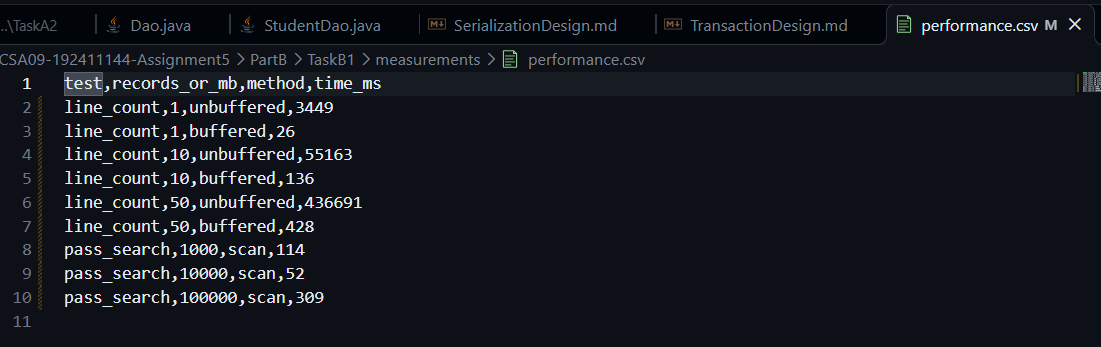 ..\TaskA2 Dao.java StudentDao.java SerializationDesign.md TransactionDesign.md performance.csv M
CSA09-192411144-Assignment5 > PartB > TaskB1 > measurements > performance.csv
1 test,records_or_mb,method,time_ms
2 line_count,1,unbuffered,3449
3 line_count,1,buffered,26
4 line_count,10,unbuffered,55163
5 line_count,10,buffered,136
6 line_count,50,unbuffered,436691
7 line_count,50,buffered,428
8 pass_search,1000,scan,114
9 pass_search,10000,scan,52
10 pass_search,100000,scan,309
11